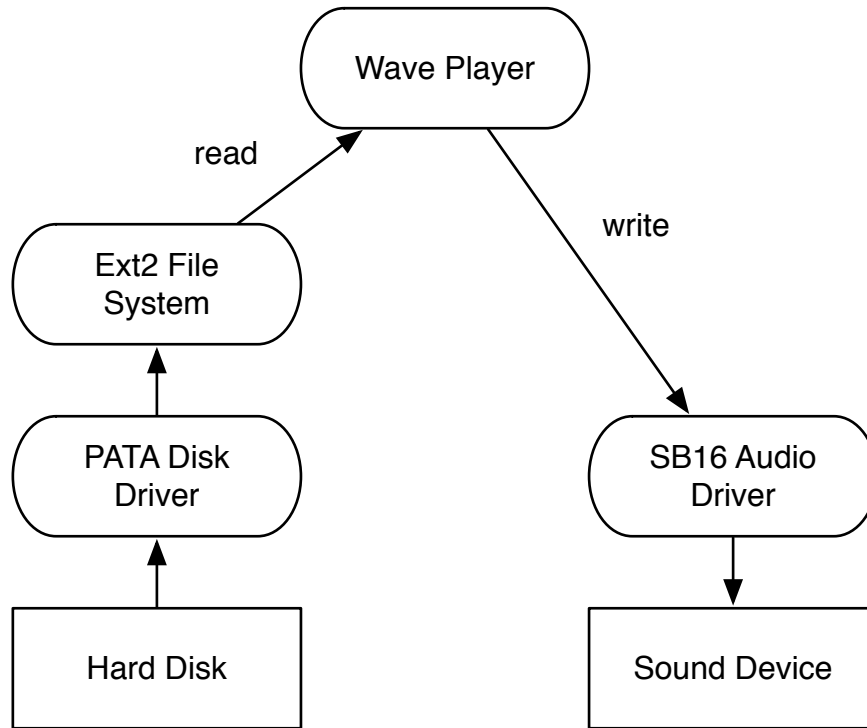 Wave Player
read
write
Ext2 File
System
PATA Disk
Driver
SB16 Audio
Driver
Hard Disk
Sound Device